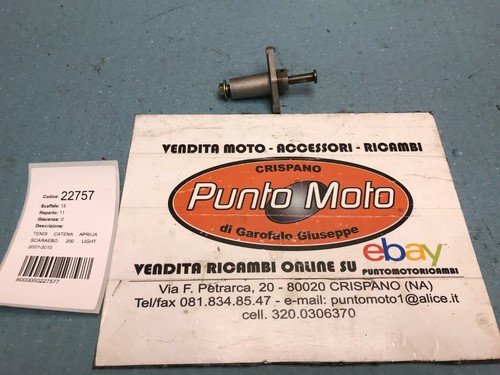 Codice: 22757
Scaffale: 13
Reparto: 11
Giacenza: 0
Descrizione:
TENDI CATENA APRILIA
SCARAEBO 200 LIGHT
2007-2010
8000000227577
VENDITA MOTO - ACCESSORI - RICAMBI
CRISPANO
Punto Moto
di Garofalo Giuseppe
ebay
VENDITA RICAMBI ONLINE SU PUNTOMOTORICAMBI
Via F. Petrarca, 20 - 80020 CRISPANO (NA)
Tel/fax 081.834.85.47 - e-mail: puntomoto1@alice.it
cell. 320.0306370